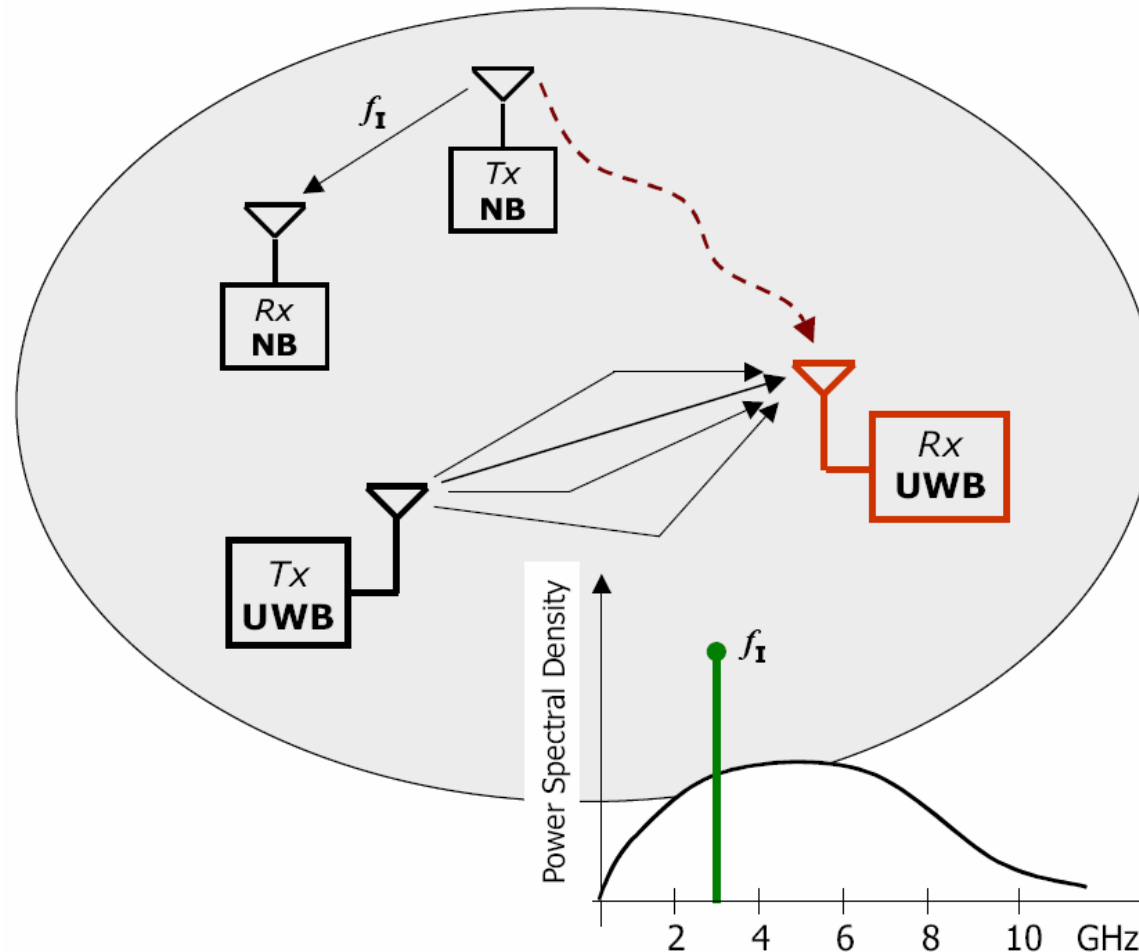 f_I
Tx
NB
Rx
NB
Rx
UWB
Tx
UWB
Power Spectral Density
f_I
2 4 6 8 10 GHz